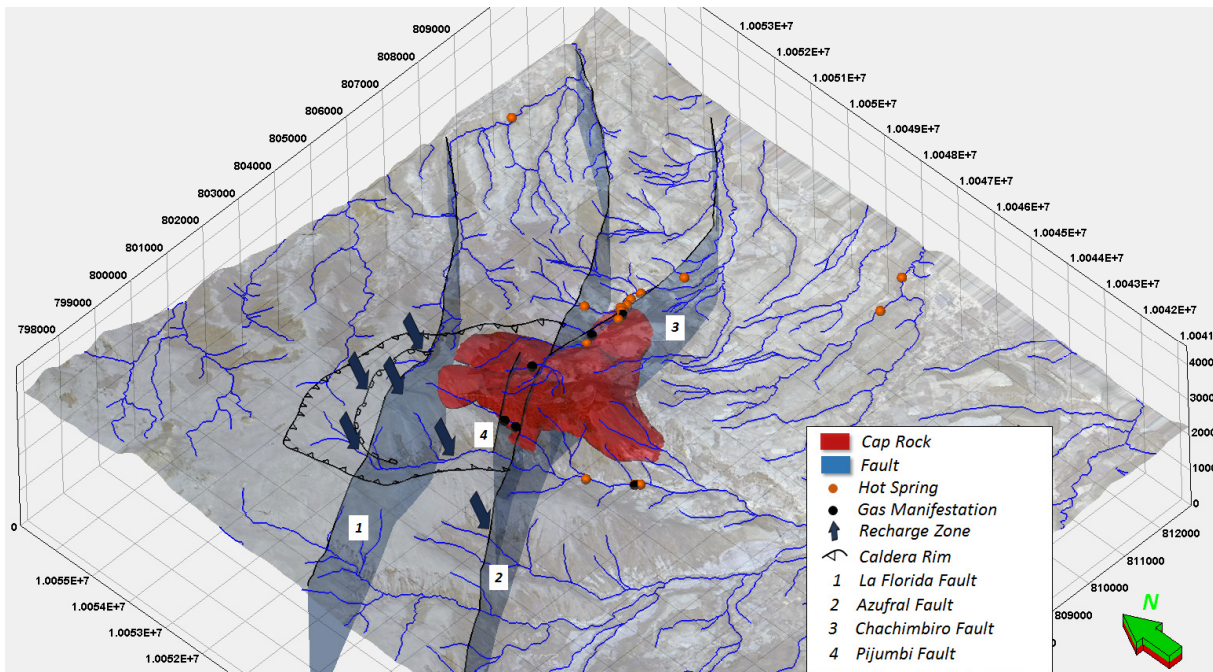 809000
808000
807000
806000
805000
804000
803000
802000
801000
800000
799000
798000
1.0053E+7
1.0052E+7
1.0051E+7
1.005E+7
1.0049E+7
1.0048E+7
1.0047E+7
1.0046E+7
1.0045E+7
1.0044E+7
1.0043E+7
1.0042E+7
1.0041
4000
3000
2000
1000
0
812000
811000
810000
809000
0
0
1.0055E+7
1.0054E+7
1.0053E+7
1.0052E+7
3
4
1
2
Cap Rock
Fault
Hot Spring
Gas Manifestation
Recharge Zone
Caldera Rim
1 La Florida Fault
2 Azufral Fault
3 Chachimbiro Fault
4 Pijumbi Fault
N